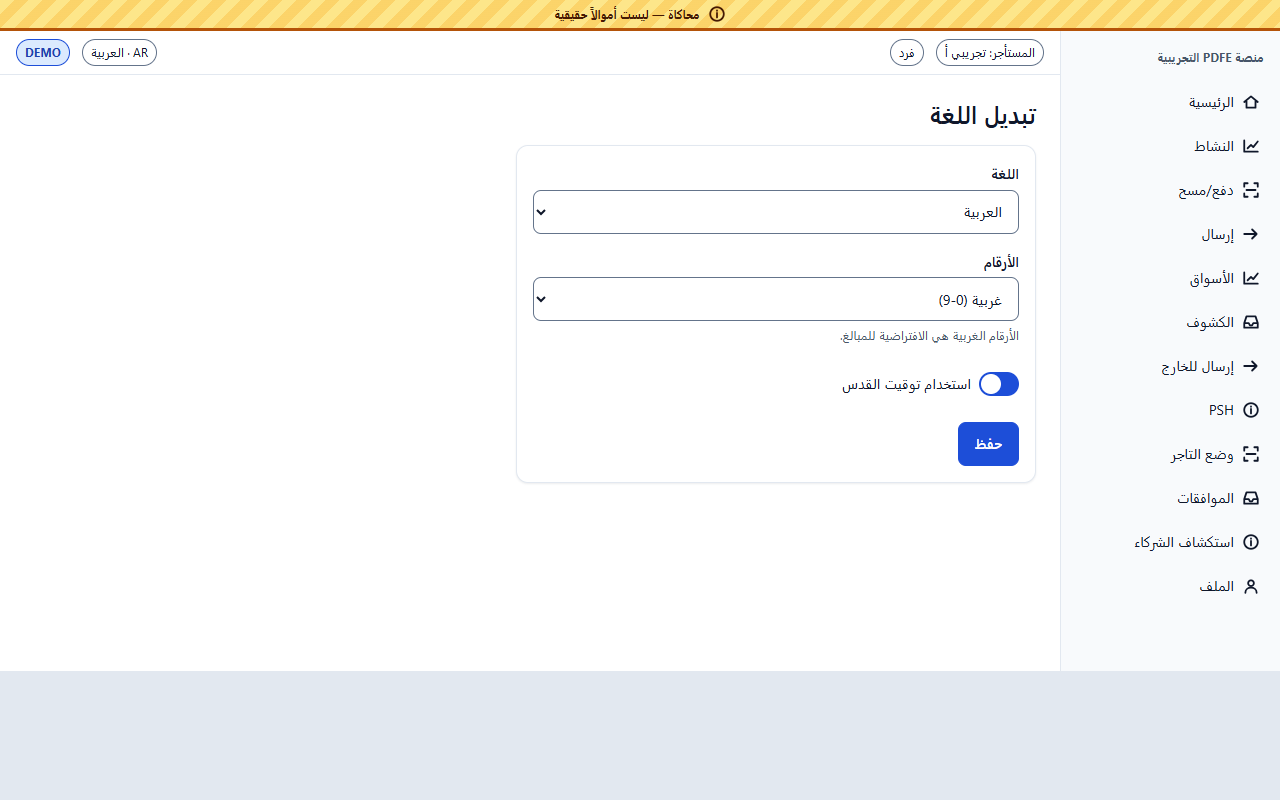 محاكاة — ليست أموالاً حقيقية
منصة PDFE التجريبية
الرئيسية
النشاط
دفع/مسح
إرسال
الأسواق
الكشوف
إرسال للخارج
PSH
وضع التاجر
الموافقات
استكشاف الشركاء
الملف
المستأجر: تجريبي أ
فرد
AR · العربية
DEMO
تبديل اللغة
اللغة
العربية
الأرقام
غربية (0-9)
الأرقام الغربية هي الافتراضية للمبالغ.
استخدام توقيت القدس
حفظ